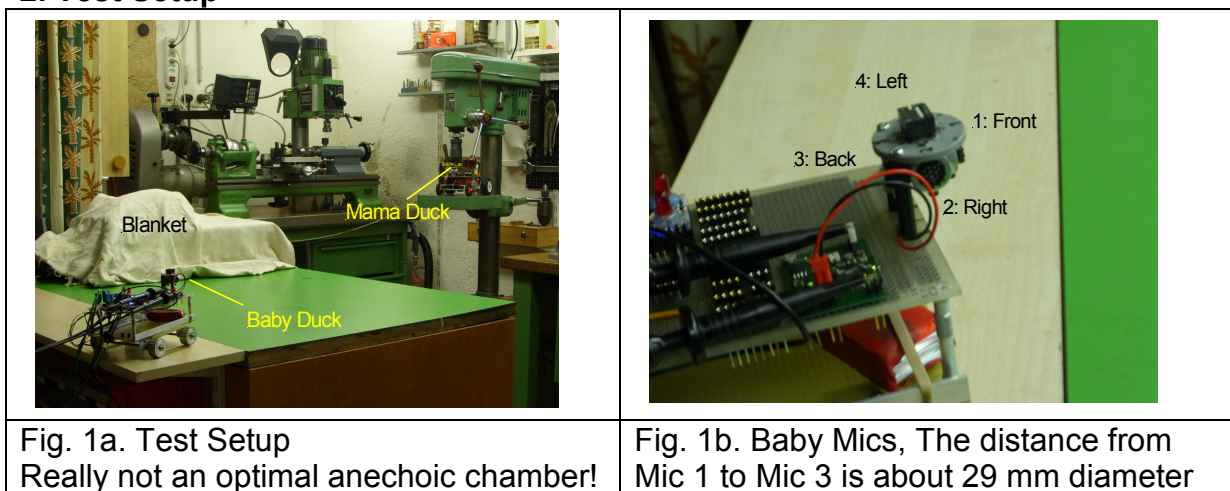 2. Test Setup
Blanket
Mama Duck
Baby Duck
4: Left
1: Front
3: Back
2: Right
Fig. 1a. Test Setup
Really not an optimal anechoic chamber!
Fig. 1b. Baby Mics, The distance from
Mic 1 to Mic 3 is about 29 mm diameter